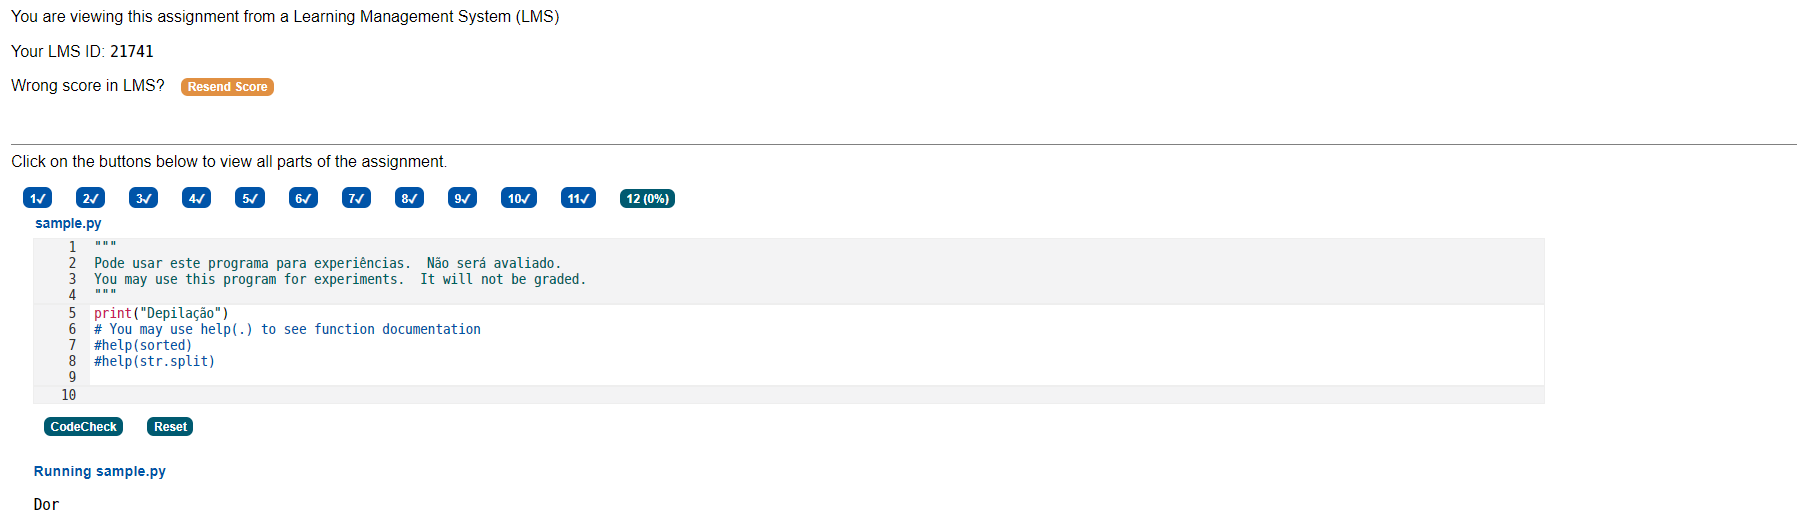 You are viewing this assignment from a Learning Management System (LMS)
Your LMS ID: 21741
Wrong score in LMS? Resend Score
Click on the buttons below to view all parts of the assignment.
1✓ 2✓ 3✓ 4✓ 5✓ 6✓ 7✓ 8✓ 9✓ 10✓ 11✓ 12 (0%)
sample.py
1 """
2 Pode usar este programa para experiências.  Não será avaliado.
3 You may use this program for experiments.  It will not be graded.
4 """
5 print("Depilação")
6 # You may use help(.) to see function documentation
7 #help(sorted)
8 #help(str.split)
9
10
CodeCheck Reset
Running sample.py
Dor